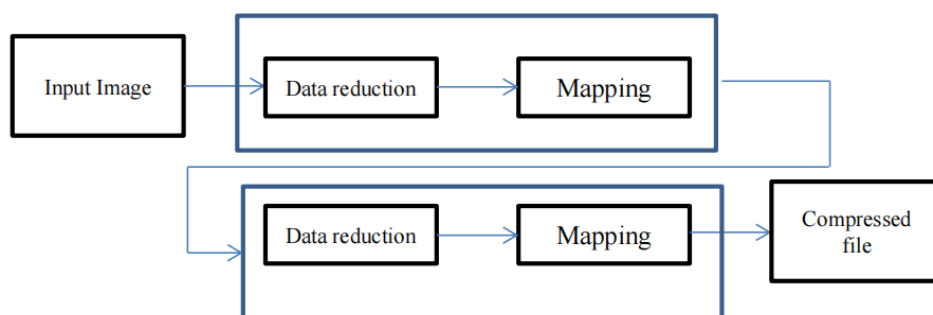 Input Image
Data reduction
Mapping
Data reduction
Mapping
Compressed
file